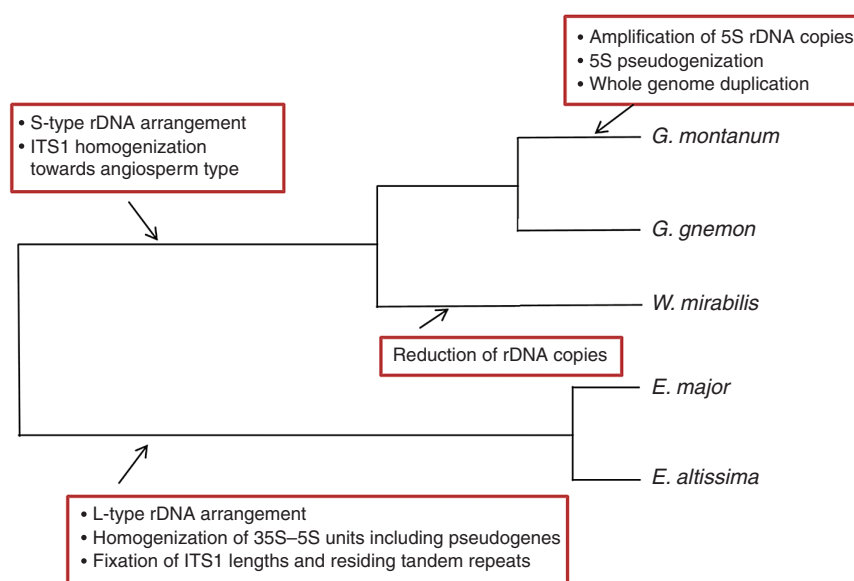 • Amplification of 5S rDNA copies
• 5S pseudogenization
• Whole genome duplication
• S-type rDNA arrangement
• ITS1 homogenization
towards angiosperm type
G. montanum
G. gnemon
W. mirabilis
Reduction of rDNA copies
E. major
E. altissima
• L-type rDNA arrangement
• Homogenization of 35S–5S units including pseudogenes
• Fixation of ITS1 lengths and residing tandem repeats